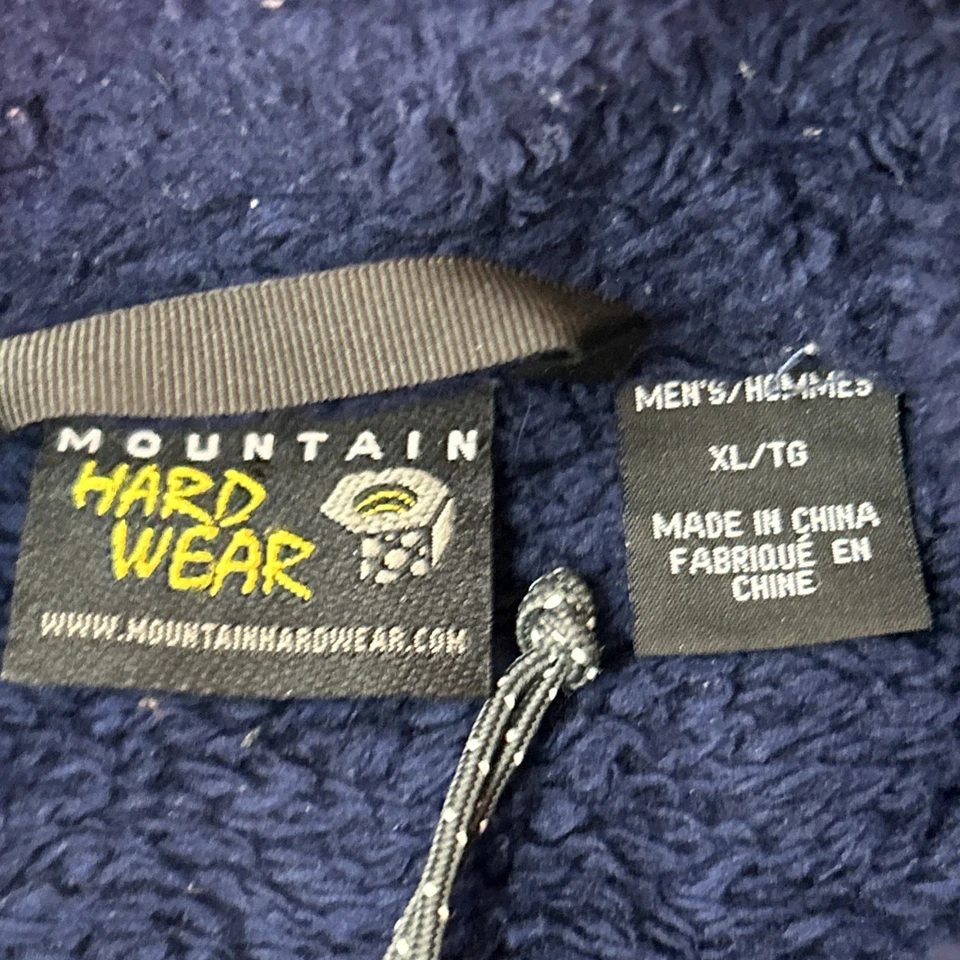 MOUNTAIN
HARD
WEAR
WWW.MOUNTAINHARDWEAR.COM
MEN'S/HOMMES
XL/TG
MADE IN CHINA
FABRIQUÉ EN
CHINE